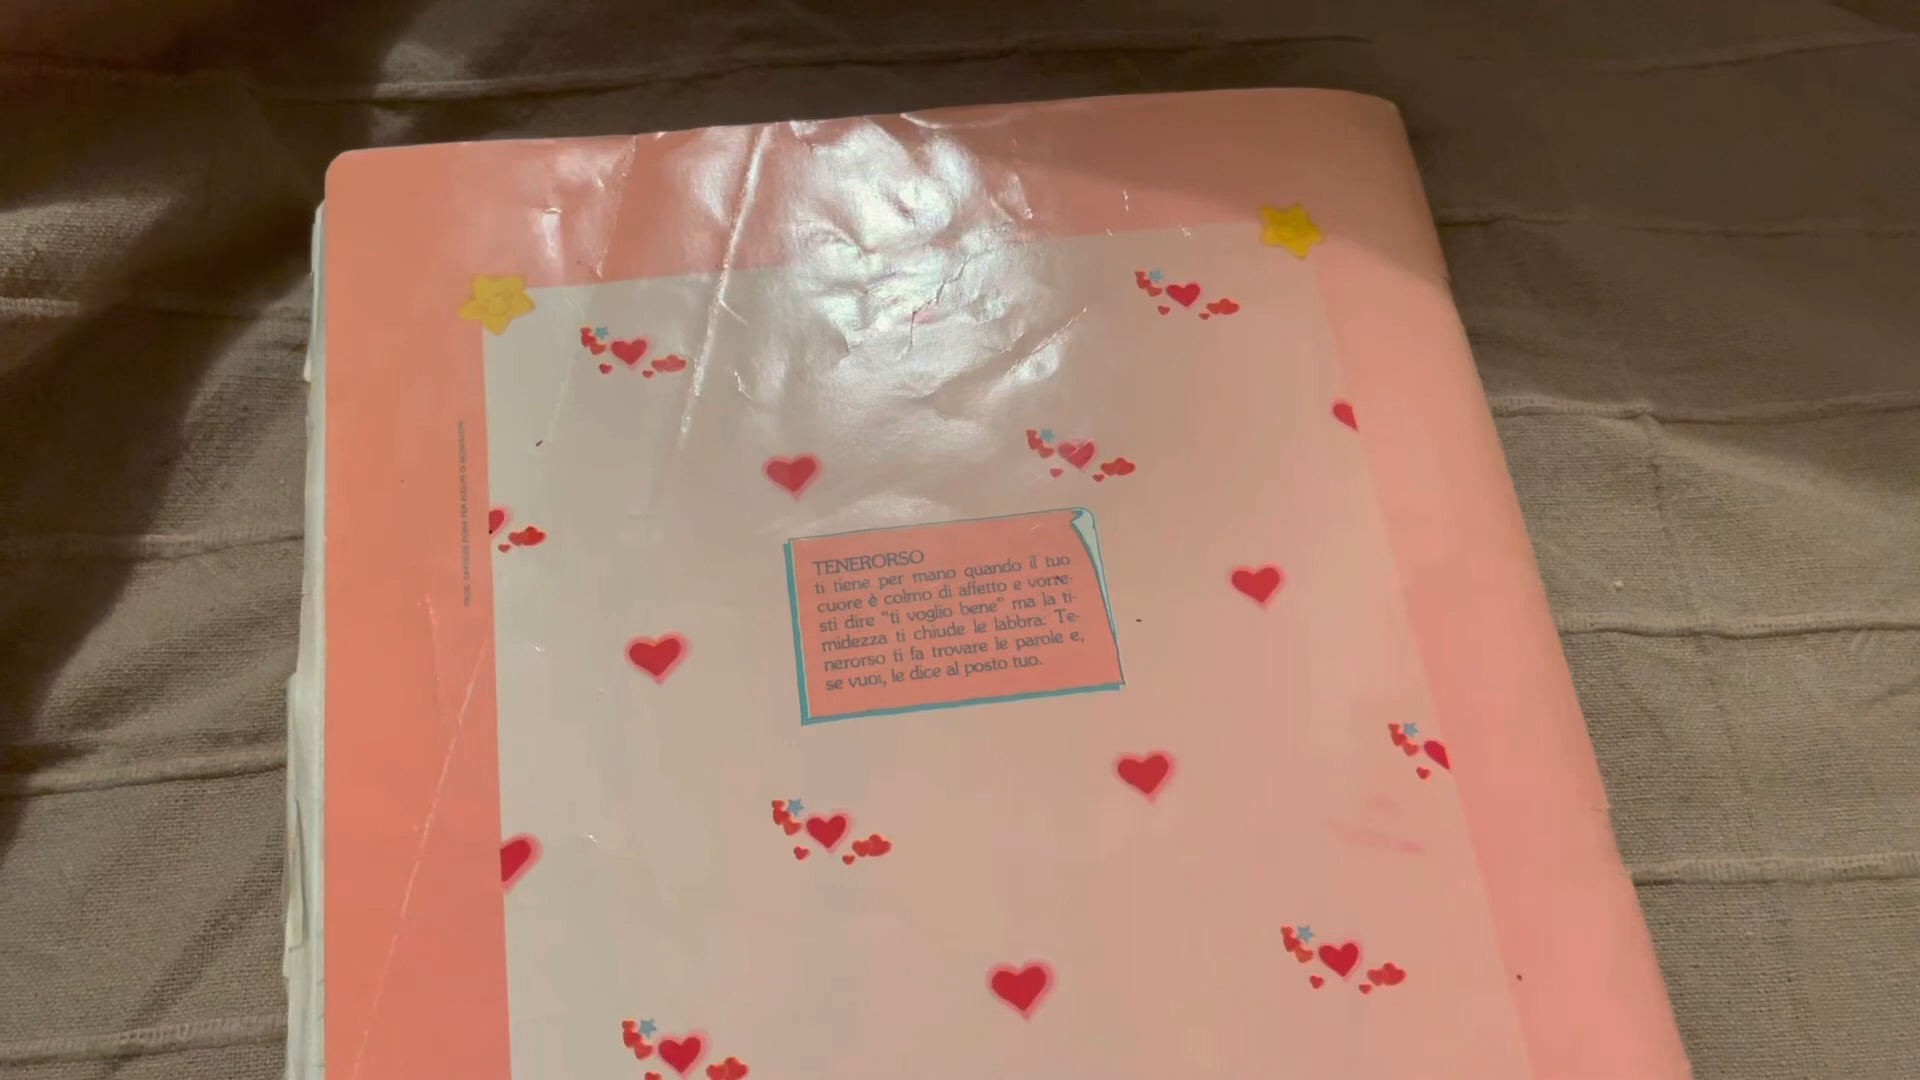 TENERORSO
ti tiene per mano quando il tuo
cuore è colmo di affetto e vorre-
sti dire "ti voglio bene" ma la ti-
midezza ti chiude le labbra: Te-
nerorso ti fa trovare le parole e,
se vuoi, le dice al posto tuo.